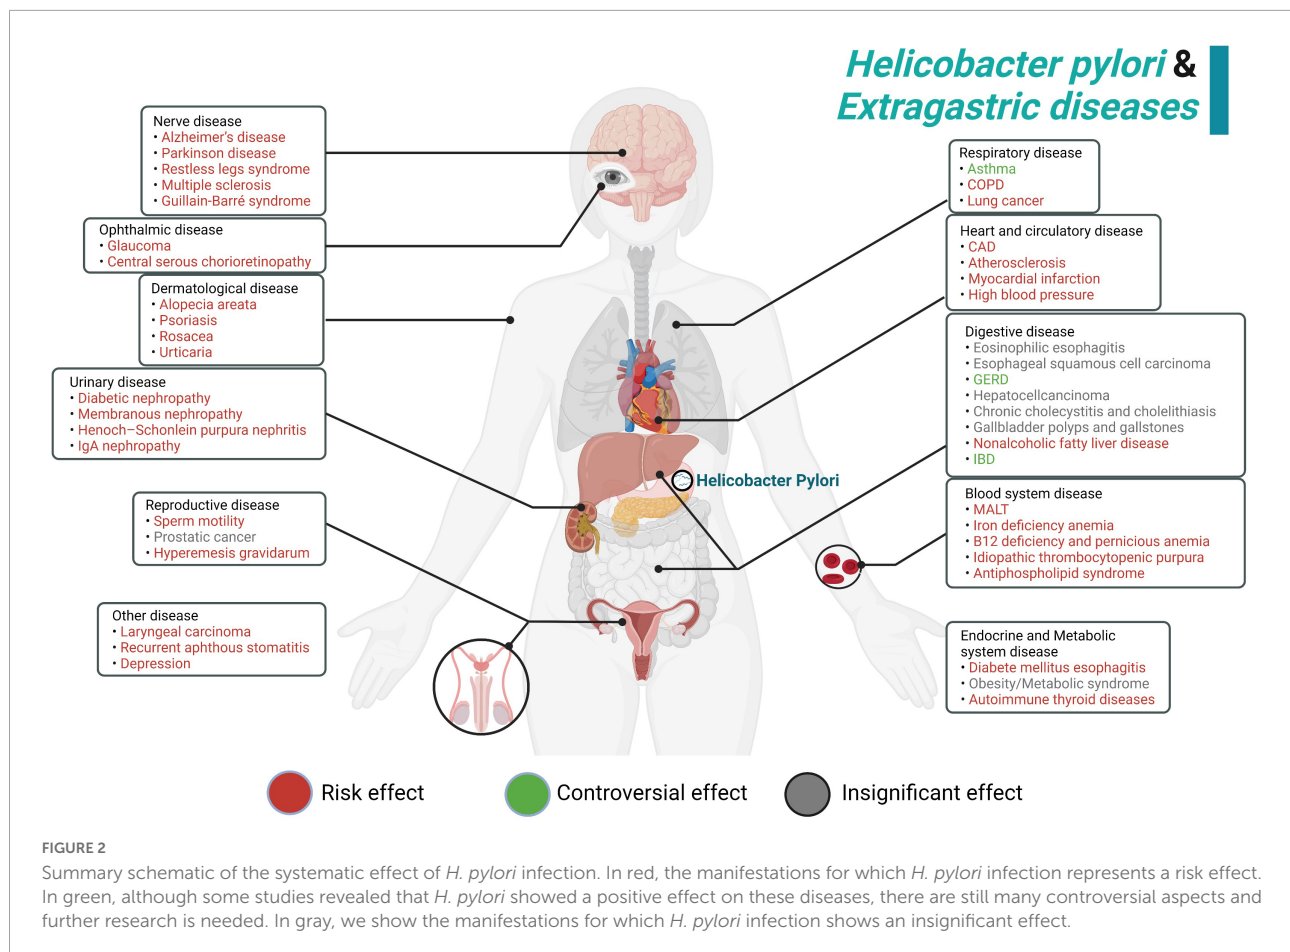 Helicobacter pylori &
Extragastric diseases
Nerve disease
• Alzheimer's disease
• Parkinson disease
• Restless legs syndrome
• Multiple sclerosis
• Guillain-Barré syndrome
Ophthalmic disease
• Glaucoma
• Central serous chorioretinopathy
Dermatological disease
• Alopecia areata
• Psoriasis
• Rosacea
• Urticaria
Urinary disease
• Diabetic nephropathy
• Membranous nephropathy
• Henoch–Schonlein purpura nephritis
• IgA nephropathy
Reproductive disease
• Sperm motility
• Prostatic cancer
• Hyperemesis gravidarum
Other disease
• Laryngeal carcinoma
• Recurrent aphthous stomatitis
• Depression
Helicobacter Pylori
Respiratory disease
• Asthma
• COPD
• Lung cancer
Heart and circulatory disease
• CAD
• Atherosclerosis
• Myocardial infarction
• High blood pressure
Digestive disease
• Eosinophilic esophagitis
• Esophageal squamous cell carcinoma
• GERD
• Hepatocellcancinoma
• Chronic cholecystitis and cholelithiasis
• Gallbladder polyps and gallstones
• Nonalcoholic fatty liver disease
• IBD
Blood system disease
• MALT
• Iron deficiency anemia
• B12 deficiency and pernicious anemia
• Idiopathic thrombocytopenic purpura
• Antiphospholipid syndrome
Endocrine and Metabolic
system disease
• Diabete mellitus esophagitis
• Obesity/Metabolic syndrome
• Autoimmune thyroid diseases
Risk effect
Controversial effect
Insignificant effect
FIGURE 2
Summary schematic of the systematic effect of H. pylori infection. In red, the manifestations for which H. pylori infection represents a risk effect.
In green, although some studies revealed that H. pylori showed a positive effect on these diseases, there are still many controversial aspects and
further research is needed. In gray, we show the manifestations for which H. pylori infection shows an insignificant effect.